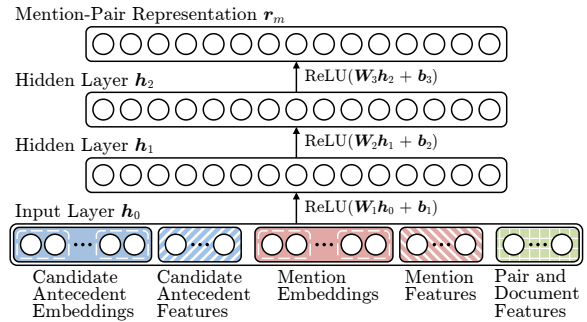 Mention-Pair Representation r_m
ReLU(W_3h_2 + b_3)
Hidden Layer h_2
ReLU(W_2h_1 + b_2)
Hidden Layer h_1
ReLU(W_1h_0 + b_1)
Input Layer h_0
Candidate
Antecedent
Embeddings
Candidate
Antecedent
Features
Mention
Embeddings
Mention
Features
Pair and
Document
Features